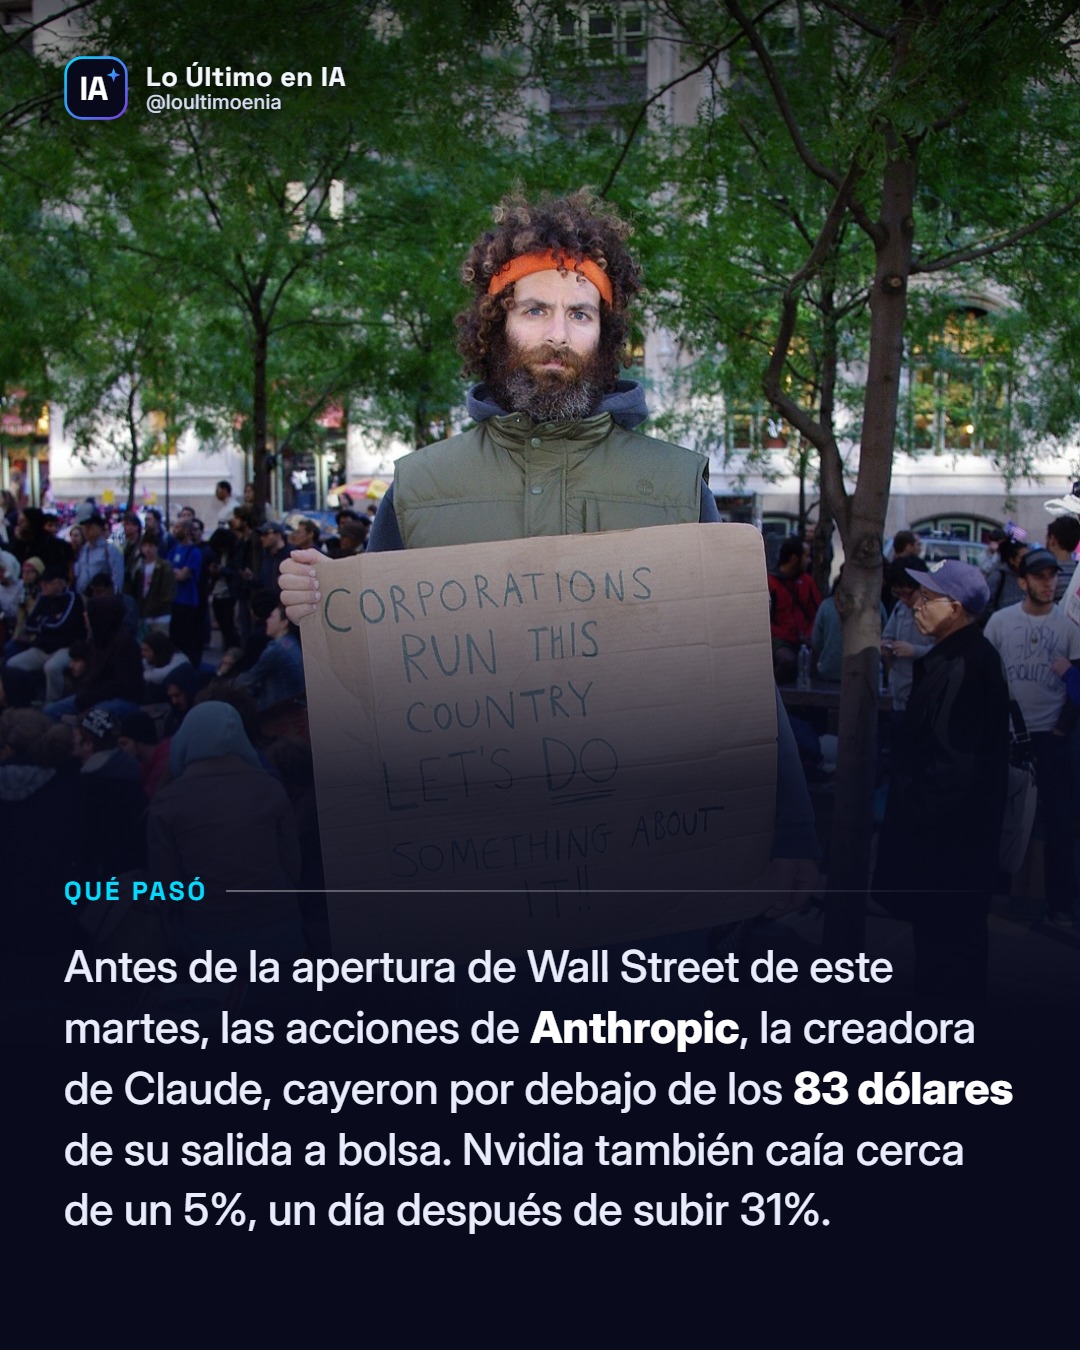 IA
Lo Último en IA
@loultimoenia
CORPORATIONS
RUN THIS
COUNTRY
LET'S DO
SOMETHING ABOUT
IT!!
QUÉ PASÓ
Antes de la apertura de Wall Street de este
martes, las acciones de Anthropic, la creadora
de Claude, cayeron por debajo de los 83 dólares
de su salida a bolsa. Nvidia también caía cerca
de un 5%, un día después de subir 31%.